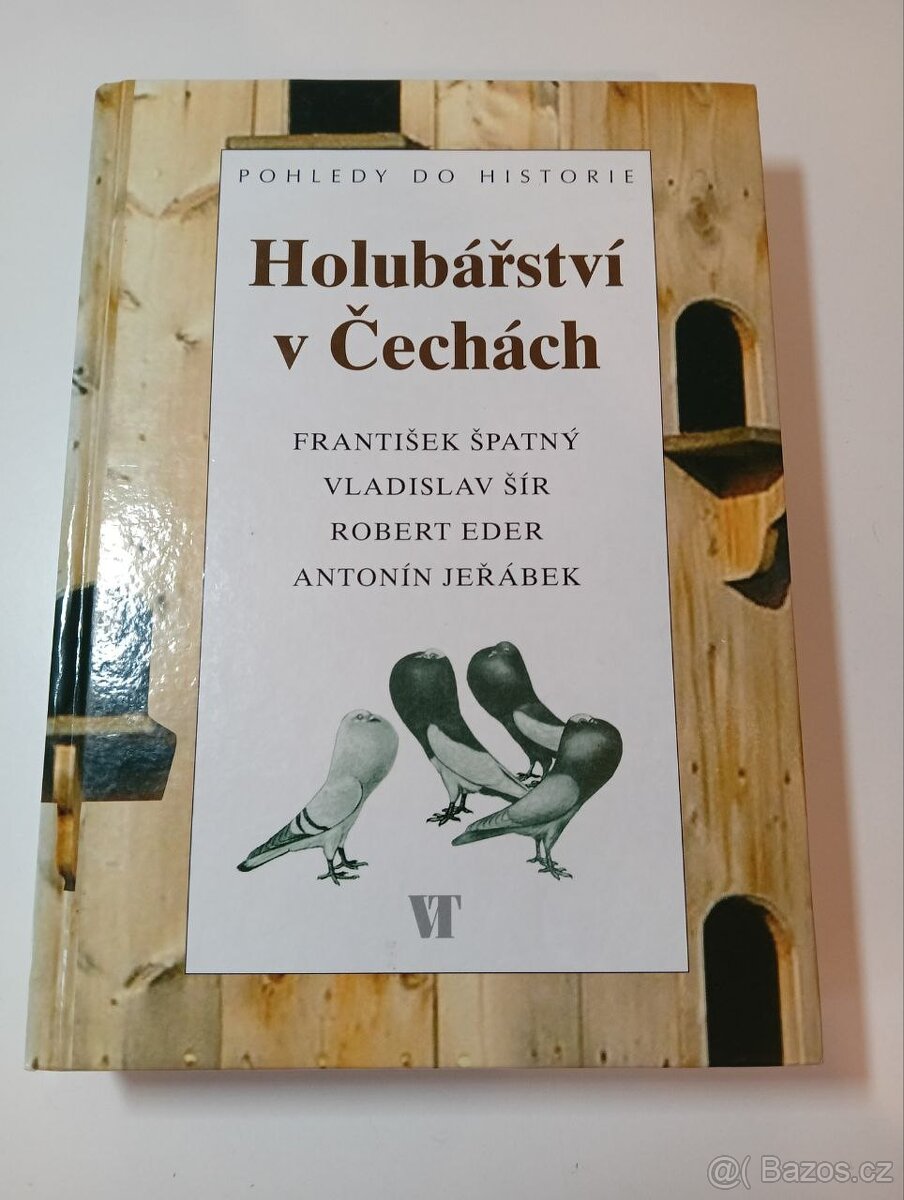 POHLEDY DO HISTORIE
Holubářství
v Čechách
FRANTIŠEK ŠPATNÝ
VLADISLAV ŠÍR
ROBERT EDER
ANTONÍN JEŘÁBEK
VT
@( Bazos.cz